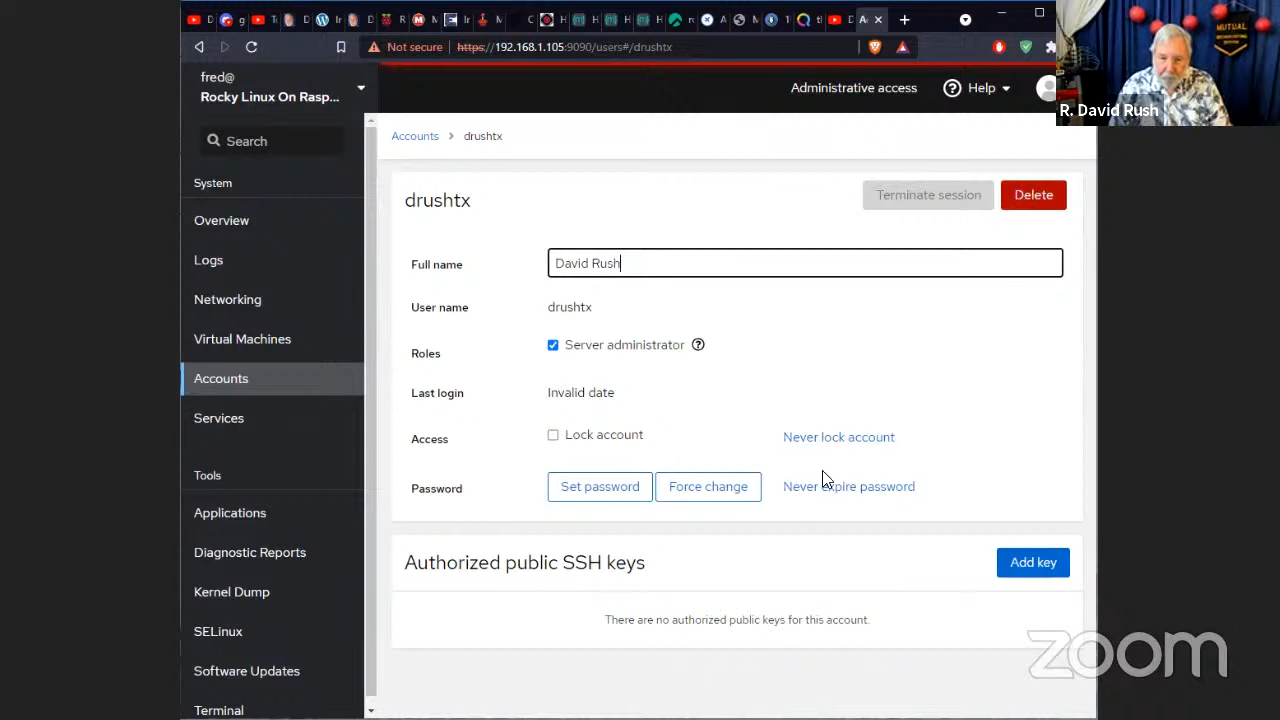 Not secure https://192.168.1.105:9090/users#/drushtx
fred@
Rocky Linux On Rasp...
Search
System
Overview
Logs
Networking
Virtual Machines
Accounts
Services
Tools
Applications
Diagnostic Reports
Kernel Dump
SELinux
Software Updates
Terminal
Administrative access
Help
Accounts > drushtx
drushtx
Terminate session
Delete
Full name
David Rush
User name
drushtx
Roles
Server administrator
Last login
Invalid date
Access
Lock account
Never lock account
Password
Set password
Force change
Never expire password
Authorized public SSH keys
Add key
There are no authorized public keys for this account.
MUTUAL
BROADCASTING
SYSTEM
R. David Rush
zoom